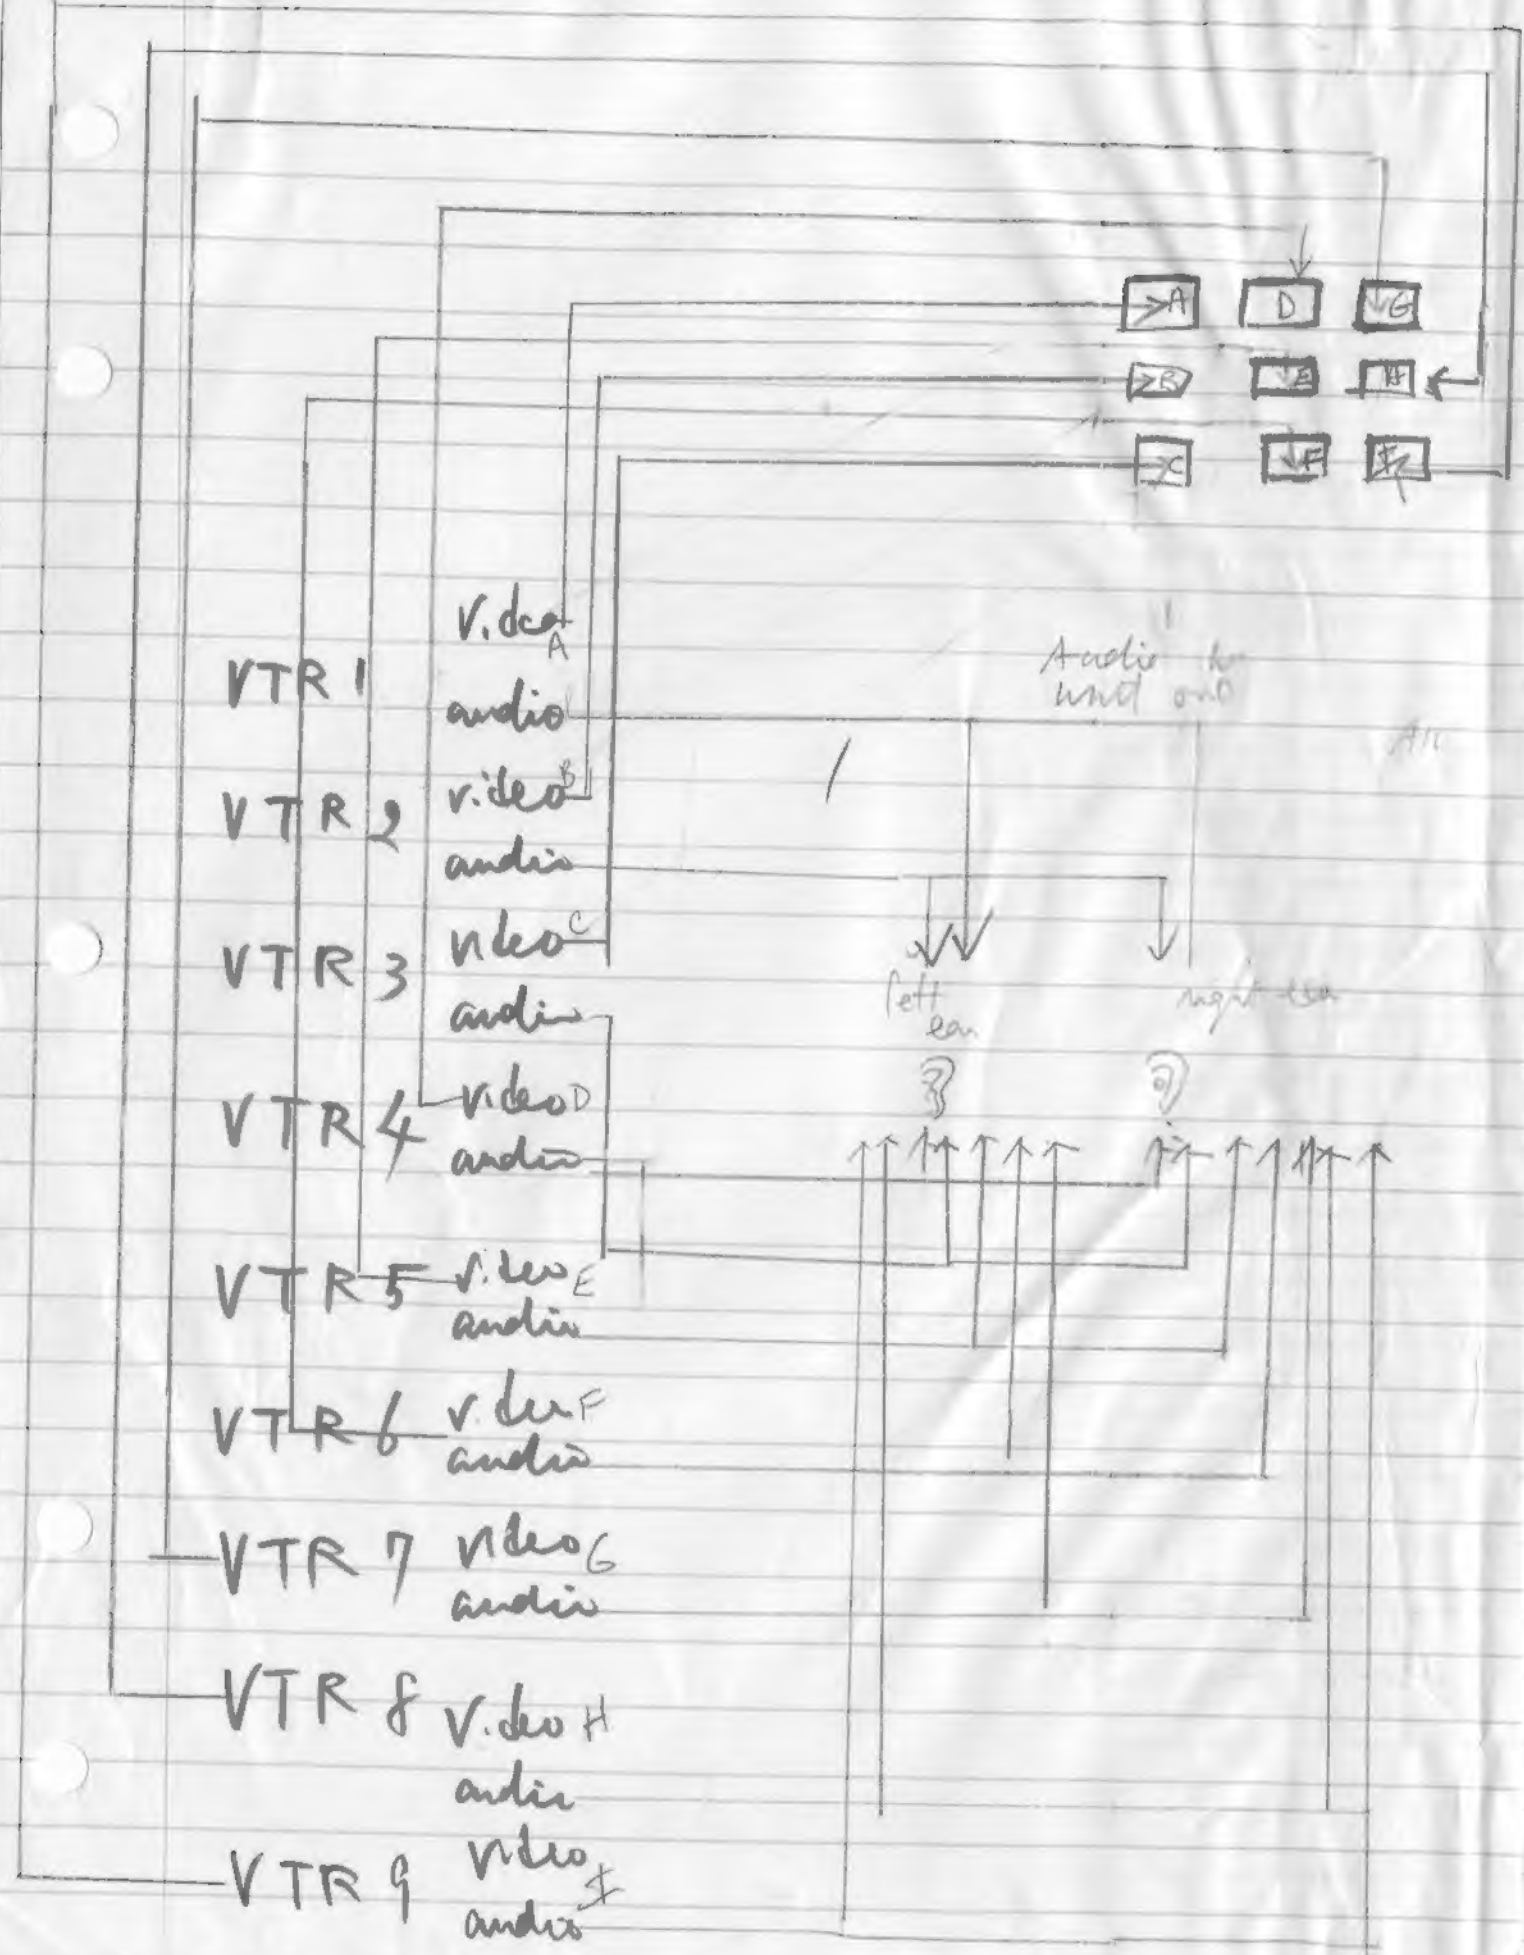 A D G
B E H
C F I
Video
A
VTR 1
audio
Audio to
unit
video B
VTR 2
audio
video C
VTR 3
audio
left
ear
right ear
video D
VTR 4
audio
VTR 5 video E
audio
VTR 6 video F
audio
VTR 7 video G
audio
VTR 8 Video H
audio
VTR 9 Video I
audio